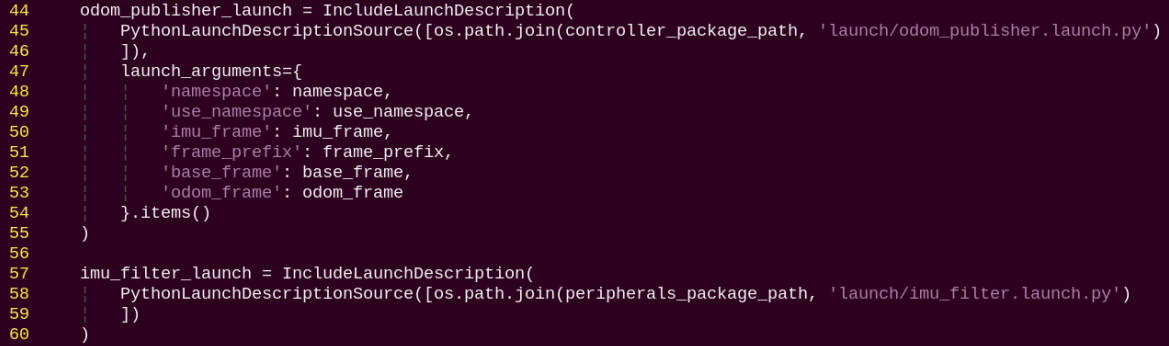 44     odom_publisher_launch = IncludeLaunchDescription(
45         PythonLaunchDescriptionSource([os.path.join(controller_package_path, 'launch/odom_publisher.launch.py')
46         ]),
47         launch_arguments={
48             'namespace': namespace,
49             'use_namespace': use_namespace,
50             'imu_frame': imu_frame,
51             'frame_prefix': frame_prefix,
52             'base_frame': base_frame,
53             'odom_frame': odom_frame
54         }.items()
55     )
56
57     imu_filter_launch = IncludeLaunchDescription(
58         PythonLaunchDescriptionSource([os.path.join(peripherals_package_path, 'launch/imu_filter.launch.py')
59         ])
60     )